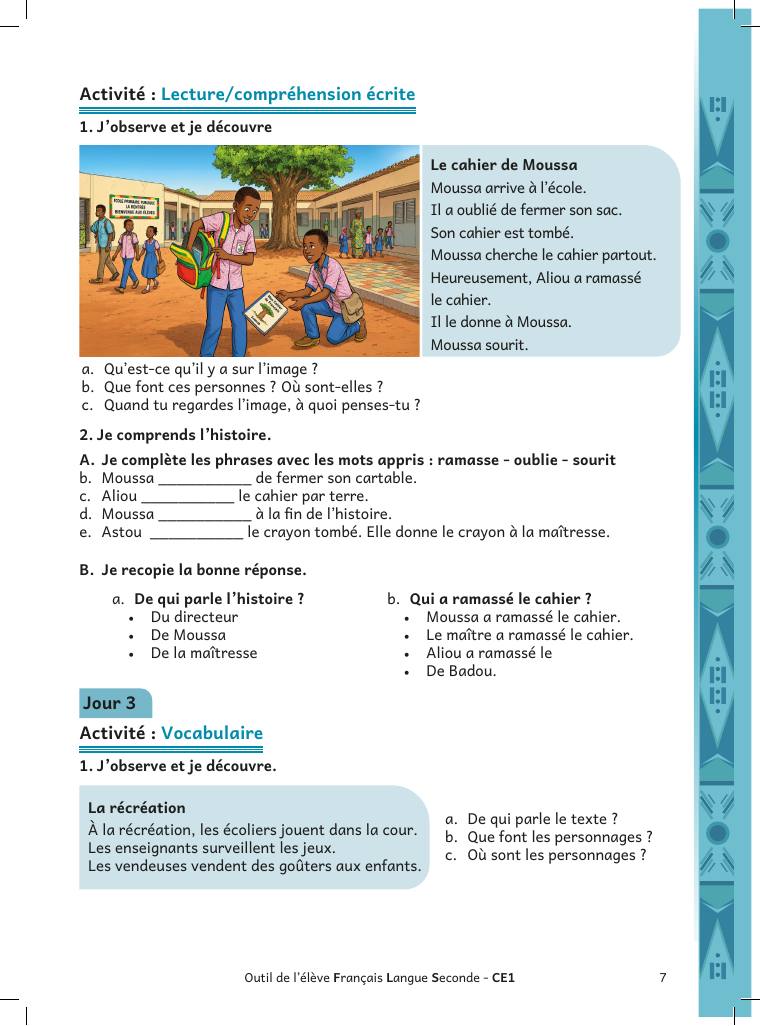 Activité : Lecture/compréhension écrite
1. J’observe et je découvre
ECOLE PRIMAIRE
LA RENTRÉE
BIENVENUE AUX ELÈVES
Le cahier de Moussa
Moussa arrive à l’école.
Il a oublié de fermer son sac.
Son cahier est tombé.
Moussa cherche le cahier partout.
Heureusement, Aliou a ramassé
le cahier.
Il le donne à Moussa.
Moussa sourit.
a. Qu’est-ce qu’il y a sur l’image ?
b. Que font ces personnes ? Où sont-elles ?
c. Quand tu regardes l’image, à quoi penses-tu ?
2. Je comprends l’histoire.
A. Je complète les phrases avec les mots appris : ramasse - oublie - sourit
b. Moussa ___________ de fermer son cartable.
c. Aliou ___________ le cahier par terre.
d. Moussa ___________ à la fin de l’histoire.
e. Astou ___________ le crayon tombé. Elle donne le crayon à la maîtresse.
B. Je recopie la bonne réponse.
a. De qui parle l’histoire ?
• Du directeur
• De Moussa
• De la maîtresse
b. Qui a ramassé le cahier ?
• Moussa a ramassé le cahier.
• Le maître a ramassé le cahier.
• Aliou a ramassé le
• De Badou.
Jour 3
Activité : Vocabulaire
1. J’observe et je découvre.
La récréation
À la récréation, les écoliers jouent dans la cour.
Les enseignants surveillent les jeux.
Les vendeuses vendent des goûters aux enfants.
a. De qui parle le texte ?
b. Que font les personnages ?
c. Où sont les personnages ?
Outil de l’élève Français Langue Seconde - CE1
7